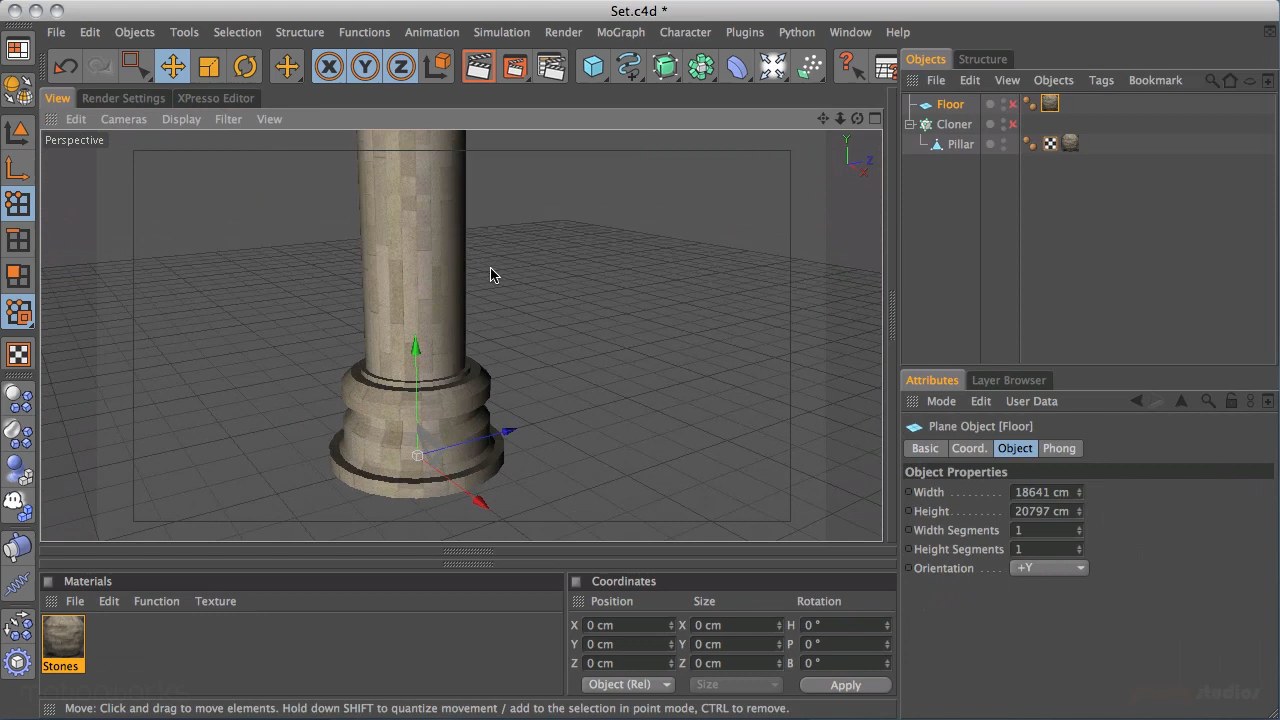 Set.c4d *
File Edit Objects Tools Selection Structure Functions Animation Simulation Render MoGraph Character Plugins Python Window Help
X Y Z
Objects Structure
File Edit View Objects Tags Bookmark
Floor
Cloner
Pillar
View Render Settings XPresso Editor
Edit Cameras Display Filter View
Perspective
Y
Z
X
Attributes Layer Browser
Mode Edit User Data
Plane Object [Floor]
Basic Coord. Object Phong
Object Properties
Width . . . . . . . . . 18641 cm
Height . . . . . . . . . 20797 cm
Width Segments 1
Height Segments 1
Orientation . . . . +Y
Materials
File Edit Function Texture
Stones
Coordinates
Position Size Rotation
X 0 cm X 0 cm H 0 °
Y 0 cm Y 0 cm P 0 °
Z 0 cm Z 0 cm B 0 °
Object (Rel) Size Apply
Move: Click and drag to move elements. Hold down SHIFT to quantize movement / add to the selection in point mode, CTRL to remove.
studios